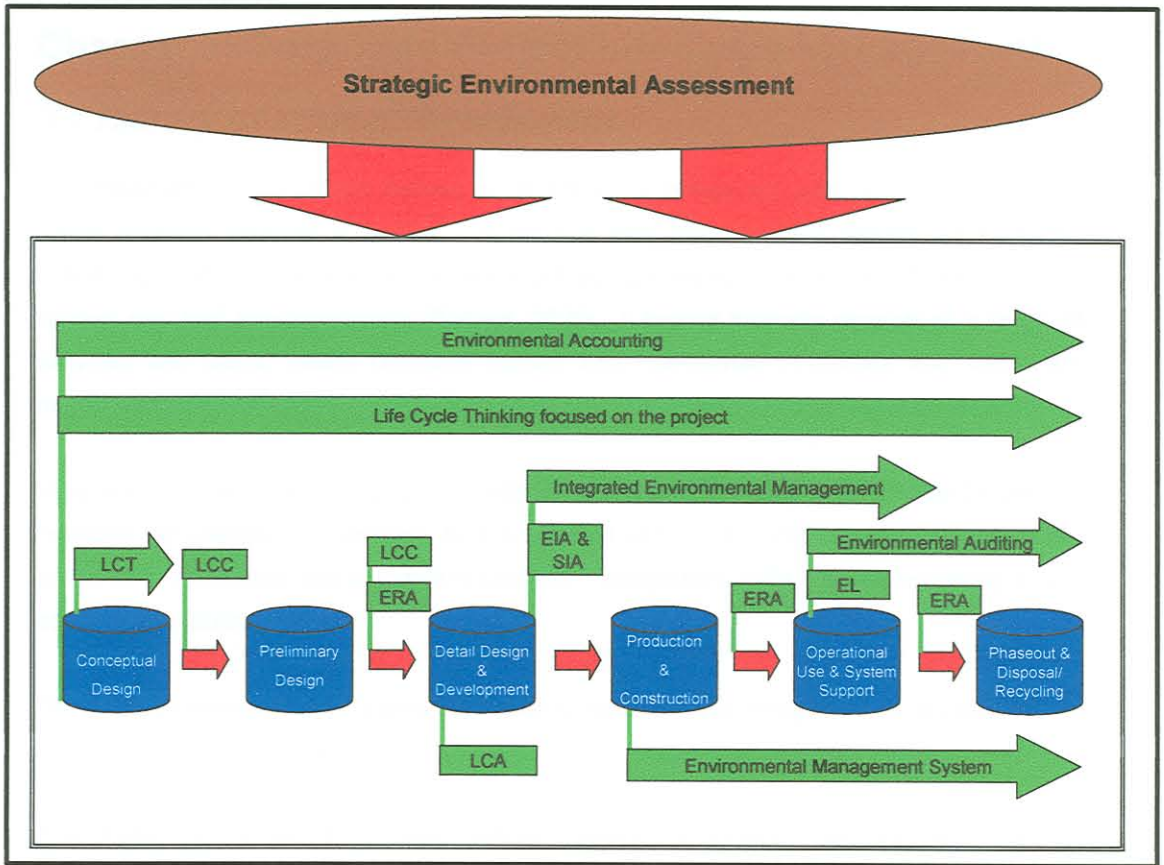 Strategic Environmental Assessment
Environmental Accounting
Life Cycle Thinking focused on the project
Integrated Environmental Management
LCT
LCC
LCC
ERA
EIA &
SIA
ERA
Environmental Auditing
EL
ERA
Conceptual
Design
Preliminary
Design
Detail Design
&
Development
Production
&
Construction
Operational
Use & System
Support
Phaseout &
Disposal/
Recycling
LCA
Environmental Management System